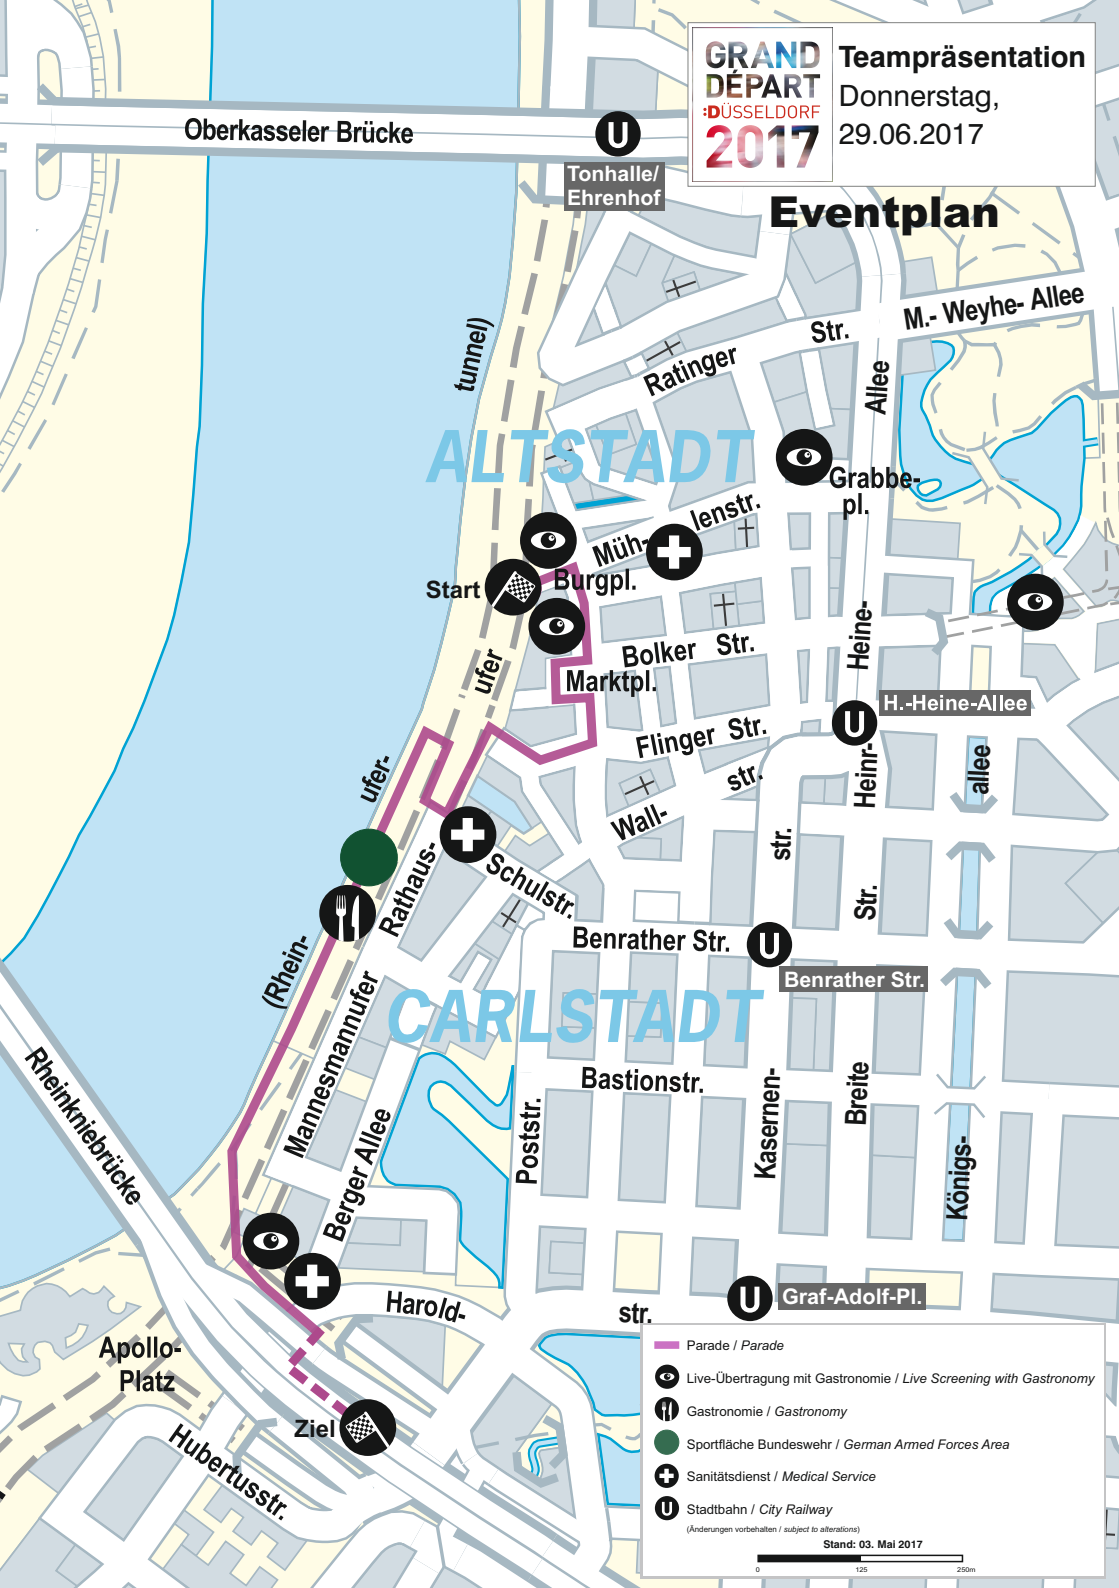 GRAND
DÉPART
:DÜSSELDORF
2017
Teampräsentation
Donnerstag,
29.06.2017
Eventplan
Oberkasseler Brücke
U
Tonhalle/
Ehrenhof
M.- Weyhe- Allee
tunnel)
Ratinger Str.
Allee
ALTSTADT
Grabbe-
pl.
Müh- lenstr.
Start
Burgpl.
ufer
Bolker Str.
Heine-
Marktpl.
H.-Heine-Allee
U
Flinger Str.
Heinr-
allee
ufer-
Wall- str.
str.
Rathaus-
Schulstr.
Str.
(Rhein-
Benrather Str.
U
Benrather Str.
Mannesmannufer
CARLSTADT
Rheinkniebrücke
Bastionstr.
Berger Allee
Poststr.
Kasernen-
Breite
Königs-
Harold- str.
U
Graf-Adolf-Pl.
Apollo-
Platz
Ziel
Hubertusstr.
Parade / Parade
Live-Übertragung mit Gastronomie / Live Screening with Gastronomy
Gastronomie / Gastronomy
Sportfläche Bundeswehr / German Armed Forces Area
Sanitätsdienst / Medical Service
U Stadtbahn / City Railway
(Änderungen vorbehalten / subject to alterations)
Stand: 03. Mai 2017
0 125 250m